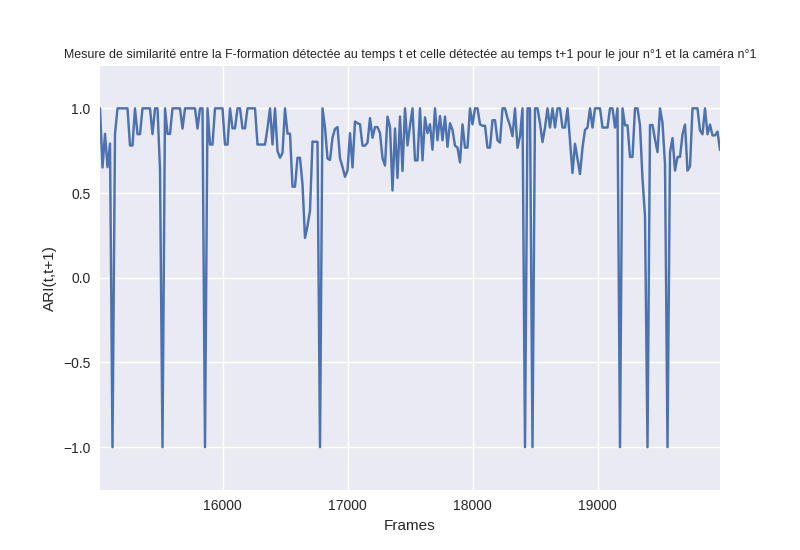 Mesure de similarité entre la F-formation détectée au temps t et celle détectée au temps t+1 pour le jour n°1 et la caméra n°1
1.0
0.5
0.0
−0.5
−1.0
ARI(t,t+1)
16000 17000 18000 19000
Frames